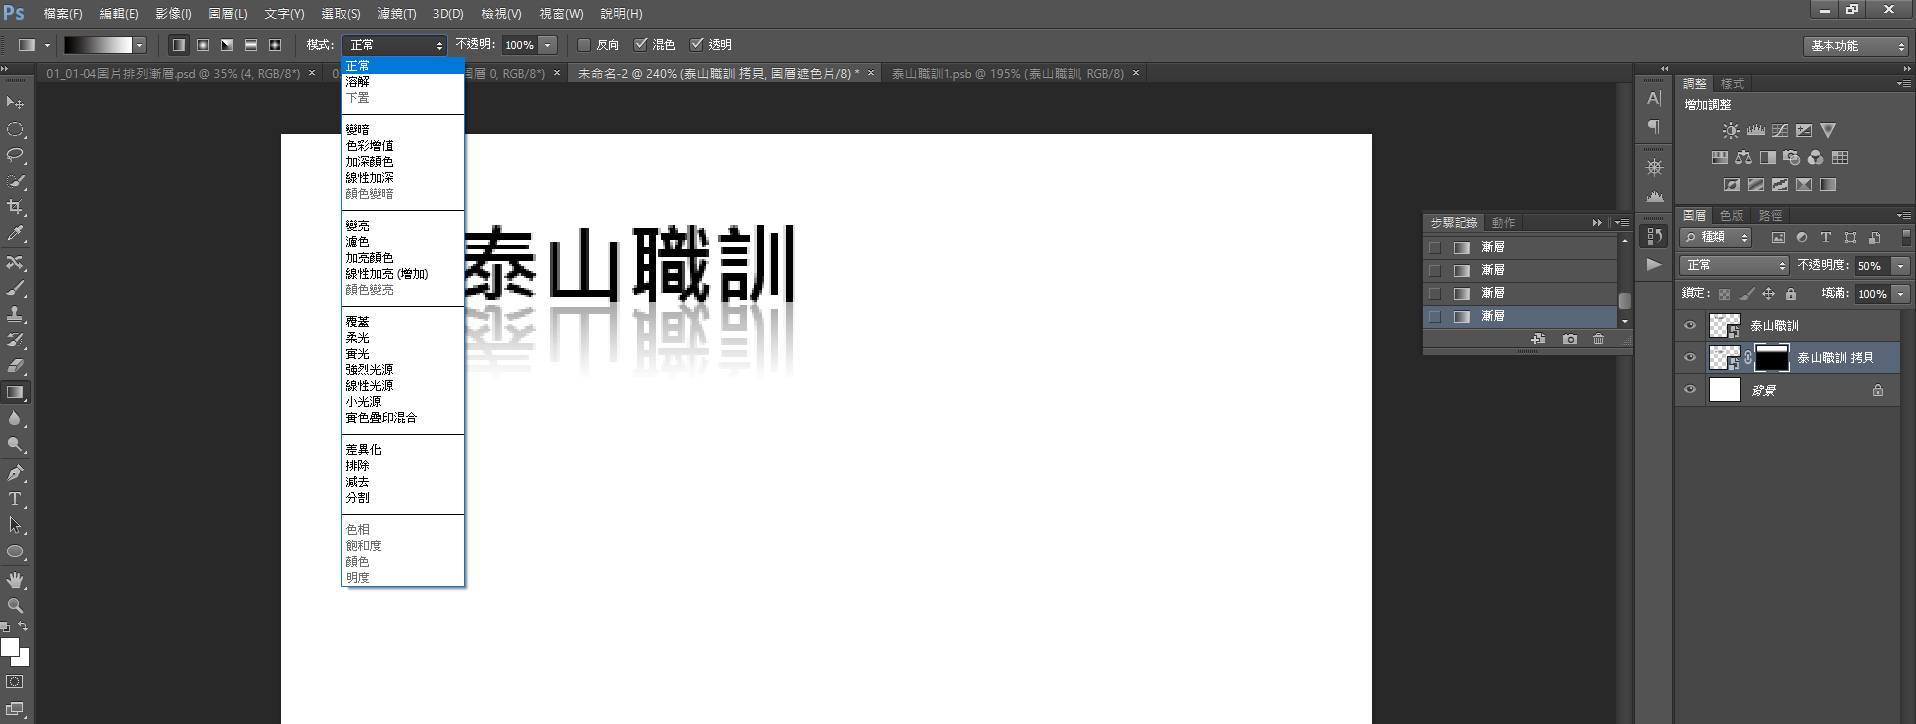 Ps 檔案(F) 編輯(E) 影像(I) 圖層(L) 文字(Y) 選取(S) 濾鏡(T) 3D(D) 檢視(V) 視窗(W) 說明(H)
模式: 正常 不透明: 100% 反向 混色 透明 基本功能
01_01-04圖片排列漸層.psd @ 35% (4, RGB/8*) × 0 圖層 0, RGB/8*) × 未命名-2 @ 240% (泰山職訓 拷貝, 圖層遮色片/8) * × 泰山職訓1.psb @ 195% (泰山職訓, RGB/8) ×
正常
溶解
下置
變暗
色彩增值
加深顏色
線性加深
顏色變暗
變亮
濾色
加亮顏色
線性加亮 (增加)
顏色變亮
覆蓋
柔光
實光
強烈光源
線性光源
小光源
實色疊印混合
差異化
排除
減去
分割
色相
飽和度
顏色
明度
泰山職訓
步驟記錄 動作
漸層
漸層
漸層
漸層
調整 樣式
增加調整
圖層 色版 路徑
種類
正常 不透明度: 50%
鎖定: 填滿: 100%
泰山職訓
泰山職訓 拷貝
背景